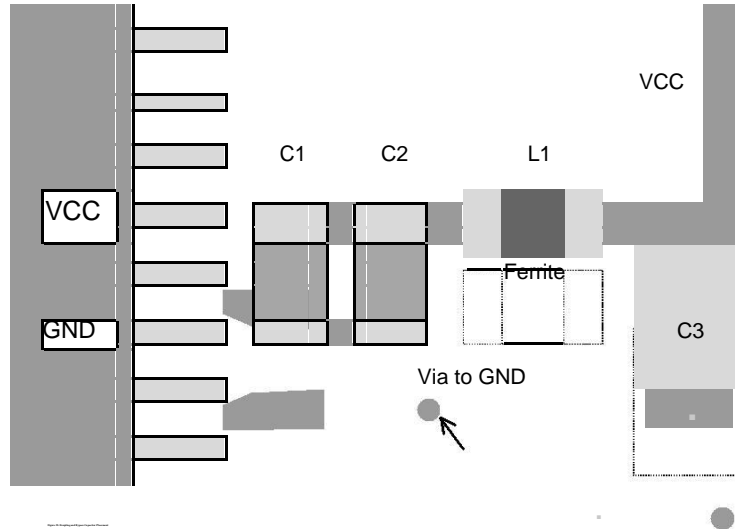 VCC
C1
C2
L1
VCC
Ferrite
GND
C3
Via to GND